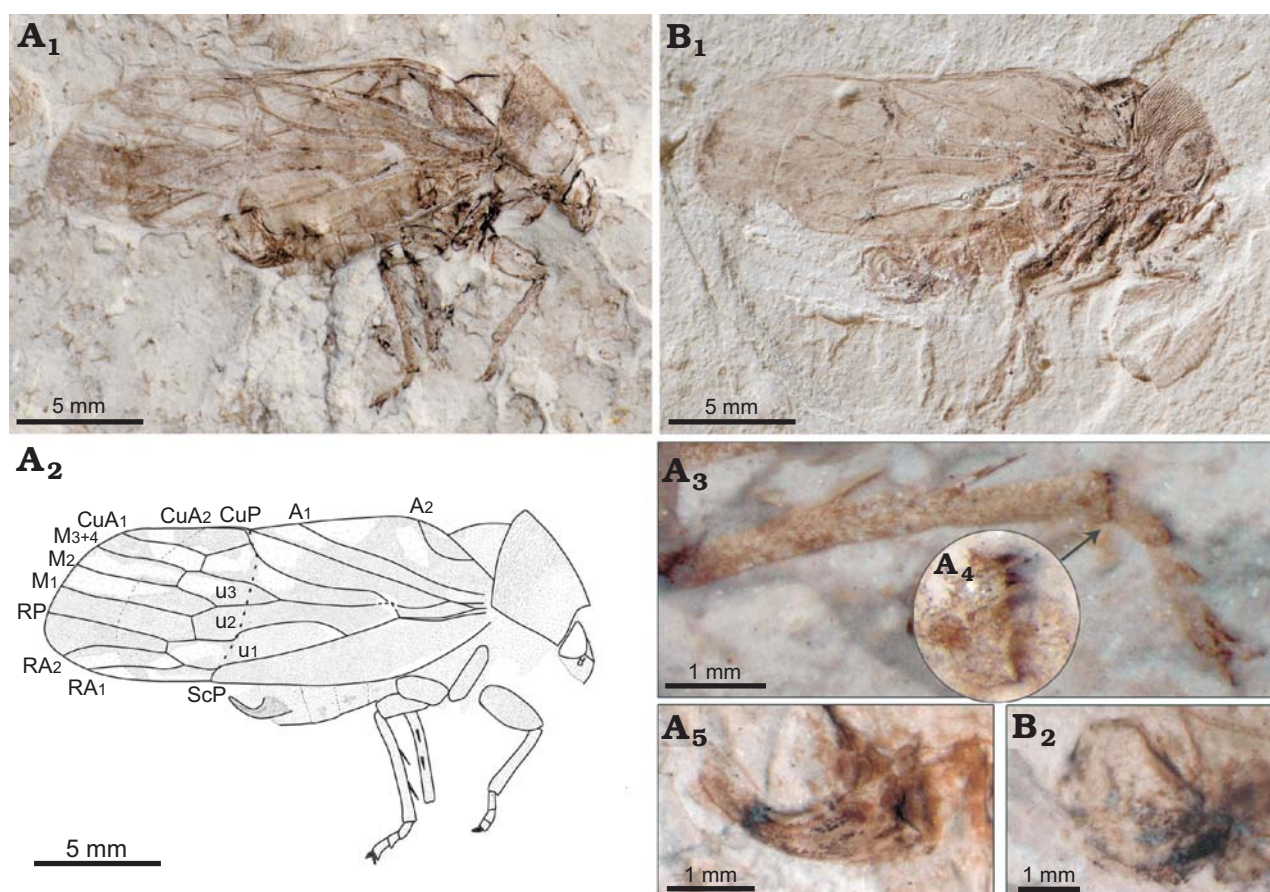 A1
B1
5 mm
5 mm
A2
CuA1 CuA2 CuP A1 A2
M3+4
M2
M1
RP
RA2
RA1
ScP
u3
u2
u1
5 mm
A3
A4
1 mm
A5
1 mm
B2
1 mm